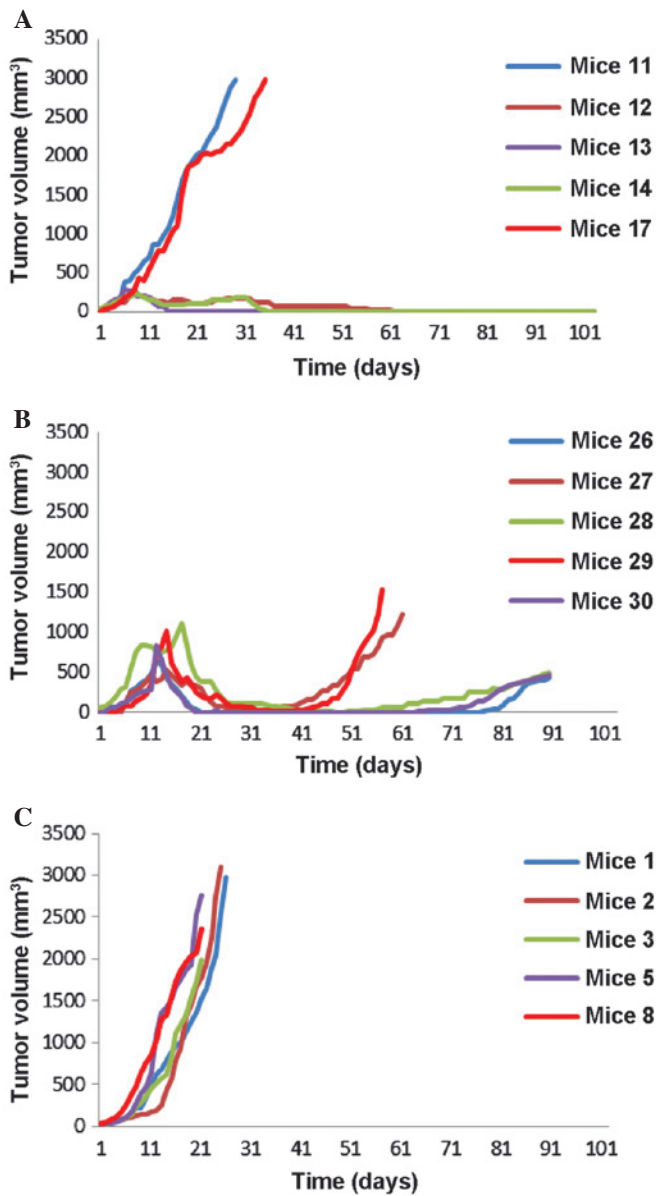 A
3500
3000
2500
2000
1500
1000
500
0
Tumor volume (mm³)
1 11 21 31 41 51 61 71 81 91 101
Time (days)
Mice 11
Mice 12
Mice 13
Mice 14
Mice 17
B
3500
3000
2500
2000
1500
1000
500
0
Tumor volume (mm³)
1 11 21 31 41 51 61 71 81 91 101
Time (days)
Mice 26
Mice 27
Mice 28
Mice 29
Mice 30
C
3500
3000
2500
2000
1500
1000
500
0
Tumor volume (mm³)
1 11 21 31 41 51 61 71 81 91 101
Time (days)
Mice 1
Mice 2
Mice 3
Mice 5
Mice 8